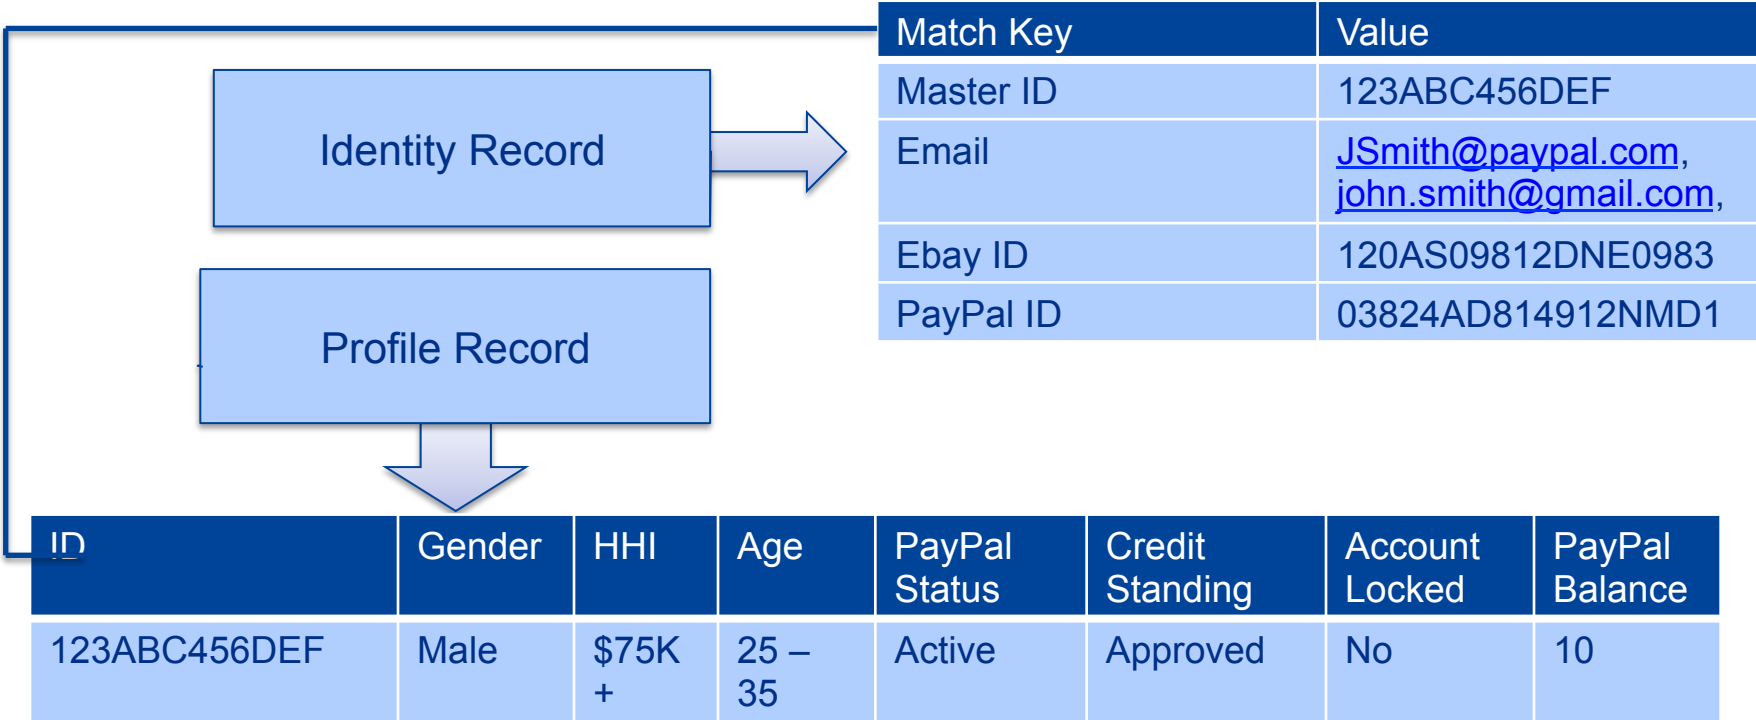 Match Key Value
Master ID 123ABC456DEF
Email JSmith@paypal.com,
john.smith@gmail.com,
Ebay ID 120AS09812DNE0983
PayPal ID 03824AD814912NMD1
Identity Record
Profile Record
ID Gender HHI Age PayPal Credit Account PayPal
Status Standing Locked Balance
123ABC456DEF Male $75K 25 – Active Approved No 10
+ 35